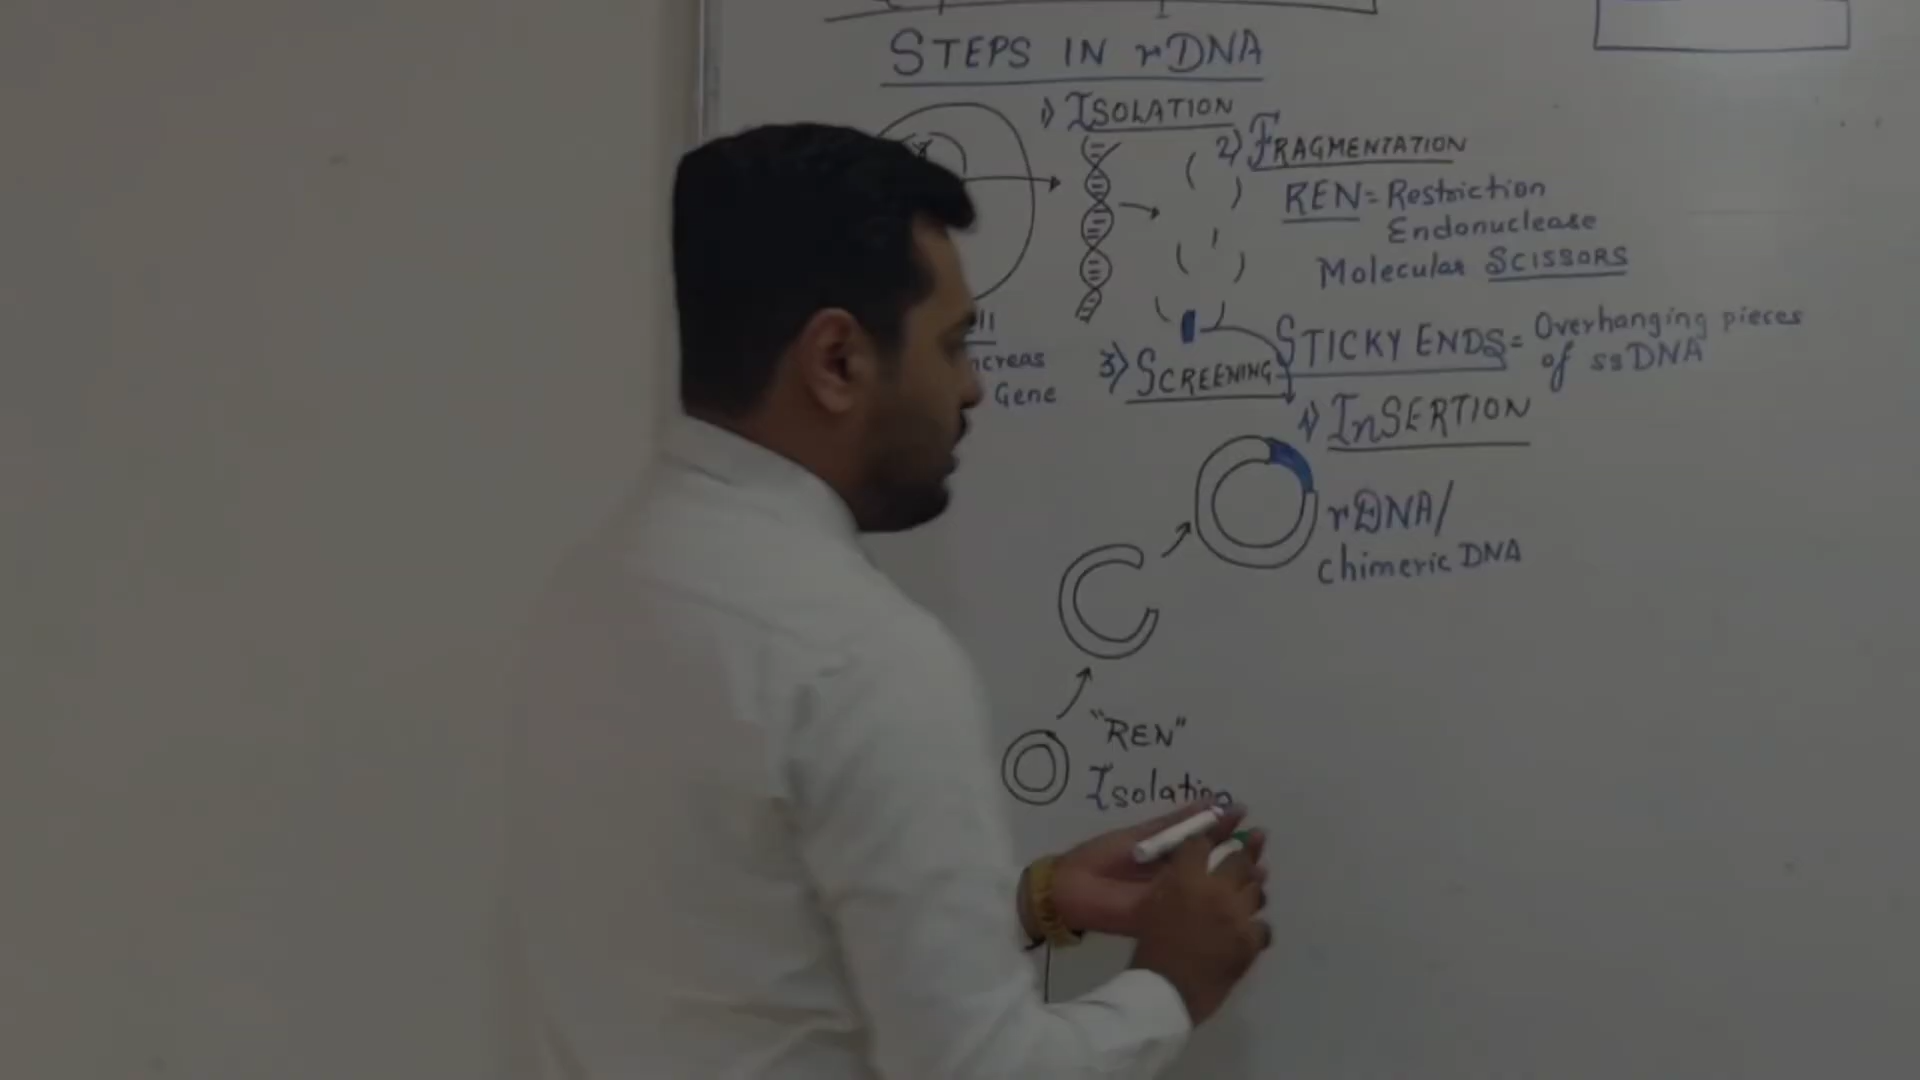 STEPS IN rDNA
1) ISOLATION
2) FRAGMENTATION
REN = Restriction
Endonuclease
Molecular SCISSORS
STICKY ENDS = Overhanging pieces
of ssDNA
3) SCREENING
Gene
4) InSERTION
rDNA/
chimeric DNA
"REN"
Isolation